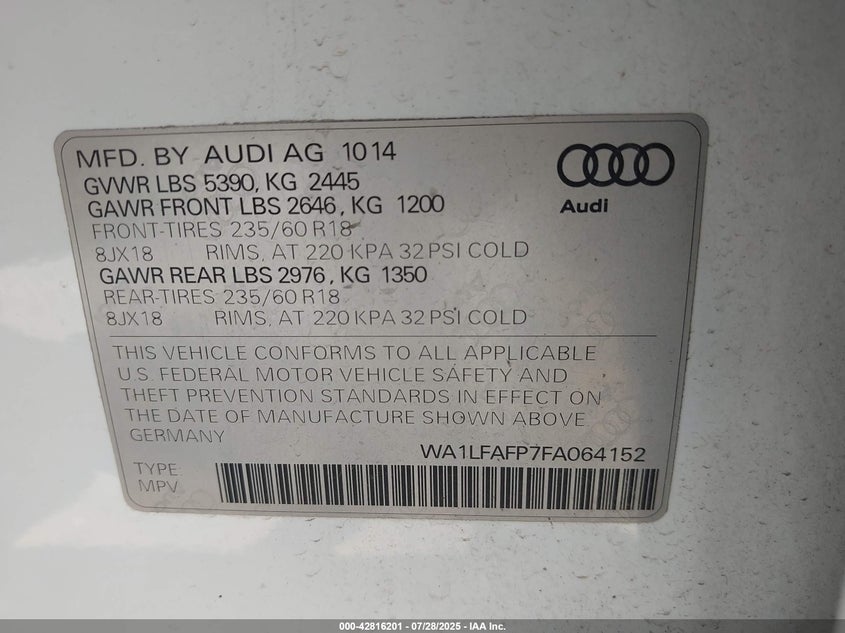 MFD. BY AUDI AG 1014
GVWR LBS 5390, KG 2445
GAWR FRONT LBS 2646, KG 1200
FRONT-TIRES 235/60 R18
8JX18 RIMS, AT 220 KPA 32 PSI COLD
GAWR REAR LBS 2976, KG 1350
REAR-TIRES 235/60 R18
8JX18 RIMS, AT 220 KPA 32 PSI COLD
Audi
THIS VEHICLE CONFORMS TO ALL APPLICABLE
U.S. FEDERAL MOTOR VEHICLE SAFETY AND
THEFT PREVENTION STANDARDS IN EFFECT ON
THE DATE OF MANUFACTURE SHOWN ABOVE
GERMANY
WA1LFAFP7FA064152
TYPE
MPV
000-42816201 - 07/28/2025 - IAA Inc.